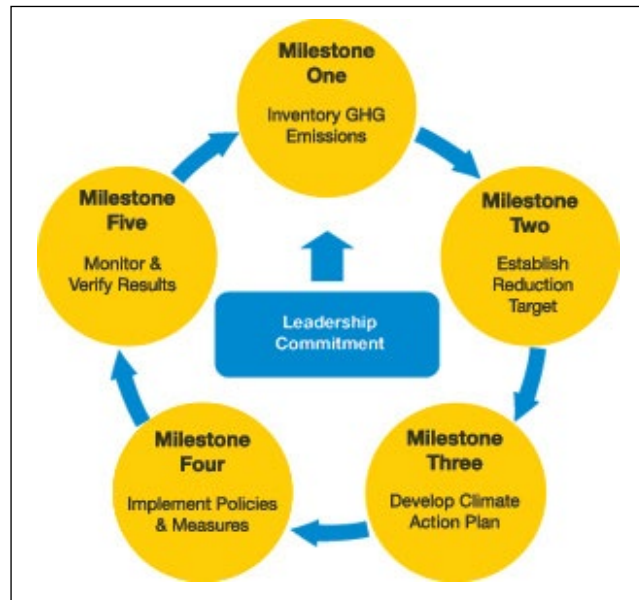 Milestone
One
Inventory GHG
Emissions
Milestone
Two
Establish
Reduction
Target
Milestone
Three
Develop Climate
Action Plan
Milestone
Four
Implement Policies
& Measures
Milestone
Five
Monitor &
Verify Results
Leadership
Commitment